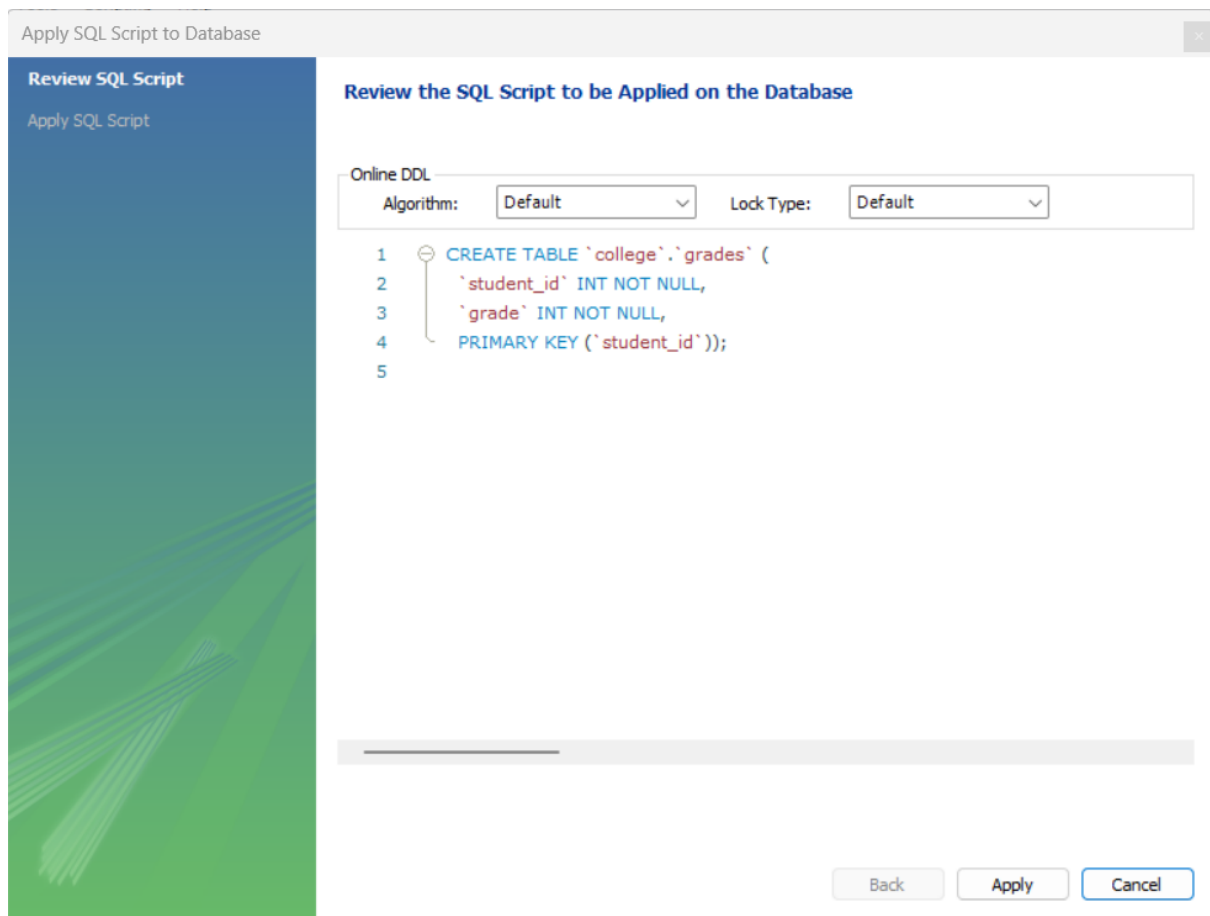 Apply SQL Script to Database
Review SQL Script
Apply SQL Script
Review the SQL Script to be Applied on the Database
Online DDL
Algorithm: Default Lock Type: Default
1 CREATE TABLE `college`.`grades` (
2 `student_id` INT NOT NULL,
3 `grade` INT NOT NULL,
4 PRIMARY KEY (`student_id`));
5
Back Apply Cancel